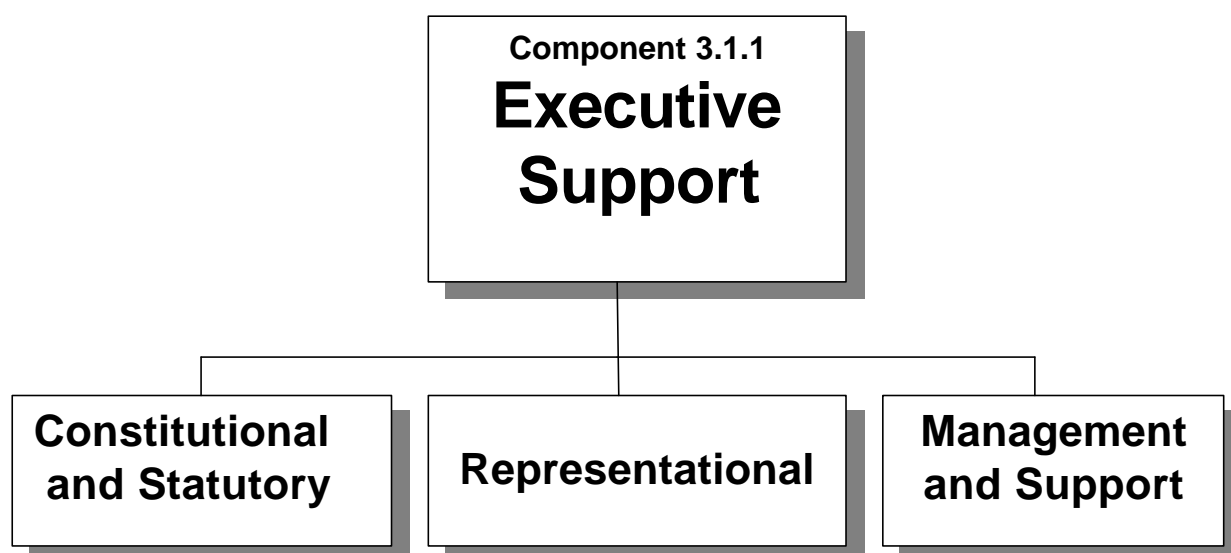 Component 3.1.1
Executive
Support
Constitutional
and Statutory
Representational
Management
and Support